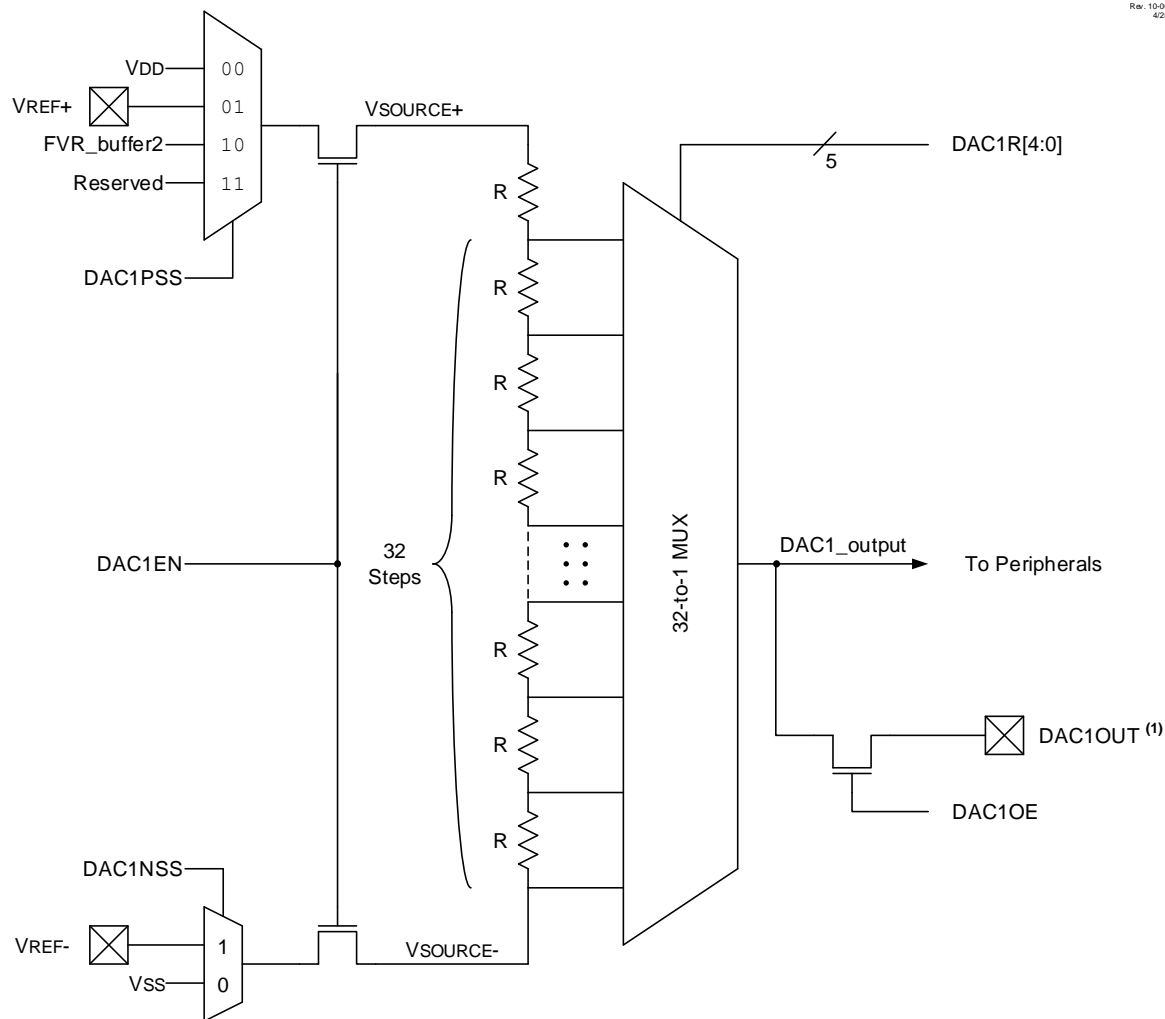 Rev. 10-0
4/2
VDD
00
VREF+
01
FVR_buffer2
10
Reserved
11
DAC1PSS
VSOURCE+
DAC1R[4:0]
5
R
R
R
R
32
Steps
DAC1EN
32-to-1 MUX
DAC1_output
To Peripherals
R
R
R
DAC1OUT (1)
DAC1OE
DAC1NSS
VREF-
1
VSS
0
VSOURCE-